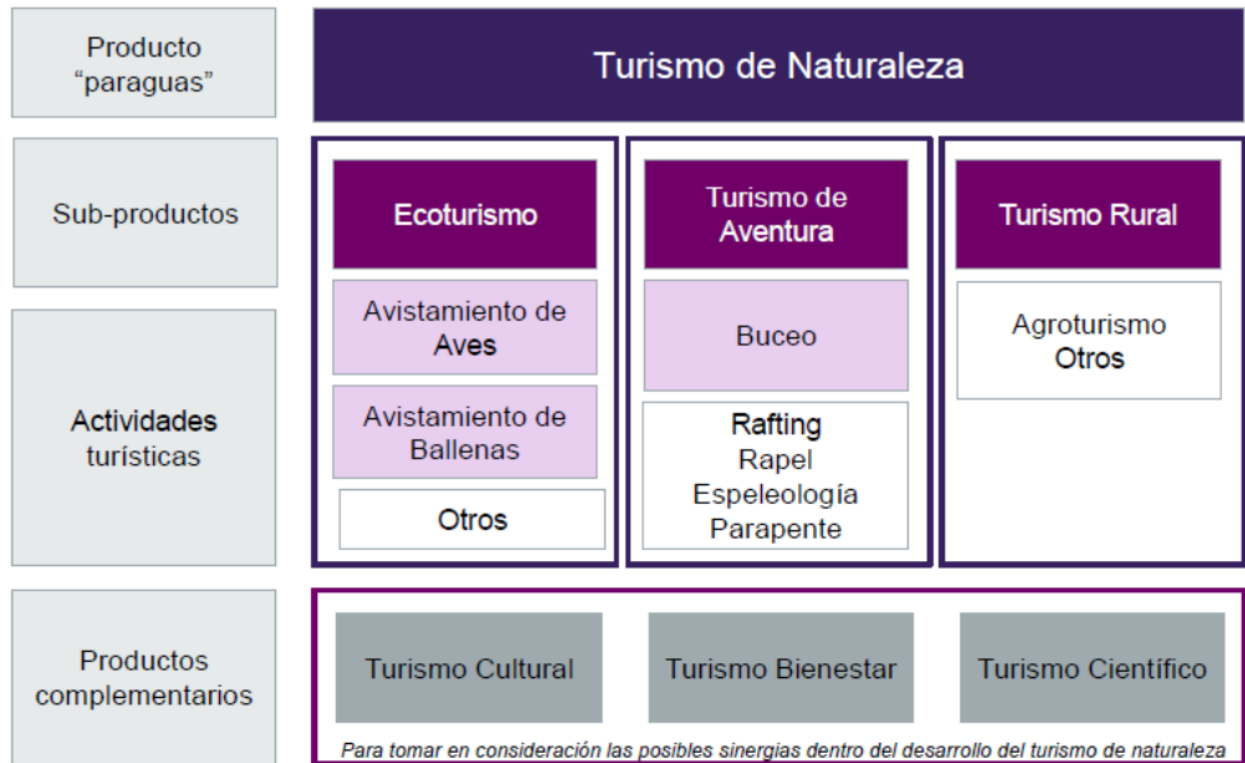 Producto
“paraguas”
Turismo de Naturaleza
Sub-productos
Ecoturismo
Turismo de
Aventura
Turismo Rural
Actividades
turísticas
Avistamiento de
Aves
Avistamiento de
Ballenas
Otros
Buceo
Rafting
Rapel
Espeleología
Parapente
Agroturismo
Otros
Productos
complementarios
Turismo Cultural
Turismo Bienestar
Turismo Científico
Para tomar en consideración las posibles sinergias dentro del desarrollo del turismo de naturaleza